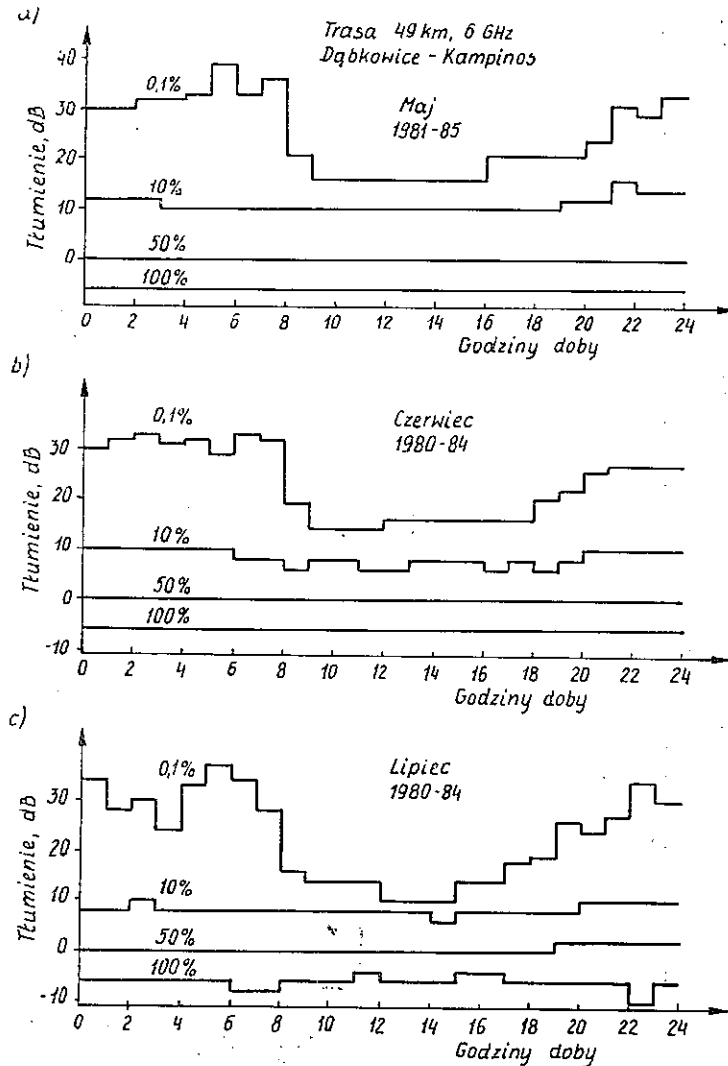 a)
Trasa 49 km, 6 GHz
Dąbkowice - Kampinos
Maj
1981-85
Tłumienie, dB
40
30
20
10
0
0,1%
10%
50%
100%
0 2 4 6 8 10 12 14 16 18 20 22 24
Godziny doby
b)
Czerwiec
1980-84
Tłumienie, dB
30
20
10
0
-10
0,1%
10%
50%
100%
0 2 4 6 8 10 12 14 16 18 20 22 24
Godziny doby
c)
Lipiec
1980-84
Tłumienie, dB
30
20
10
0
-10
0,1%
10%
50%
100%
0 2 4 6 8 10 12 14 16 18 20 22 24
Godziny doby